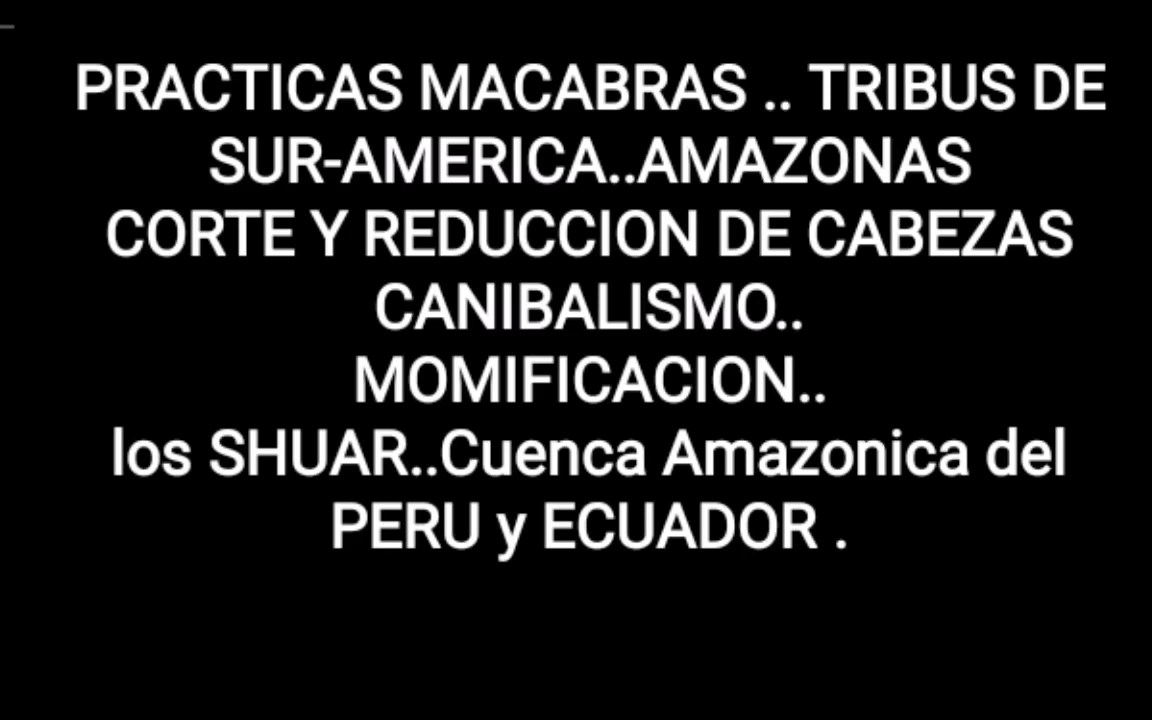 PRACTICAS MACABRAS .. TRIBUS DE
SUR-AMERICA..AMAZONAS
CORTE Y REDUCCION DE CABEZAS
CANIBALISMO..
MOMIFICACION..
los SHUAR..Cuenca Amazonica del
PERU y ECUADOR .